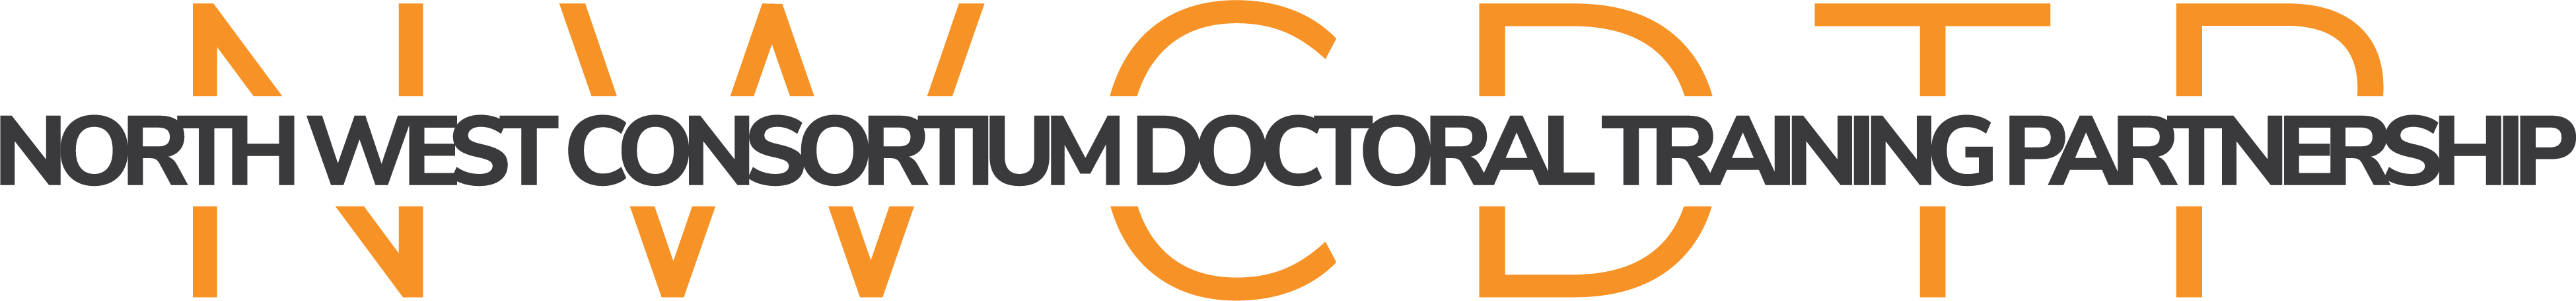 NWCDTP
NORTH WEST CONSORTIUM DOCTORAL TRAINING PARTNERSHIP